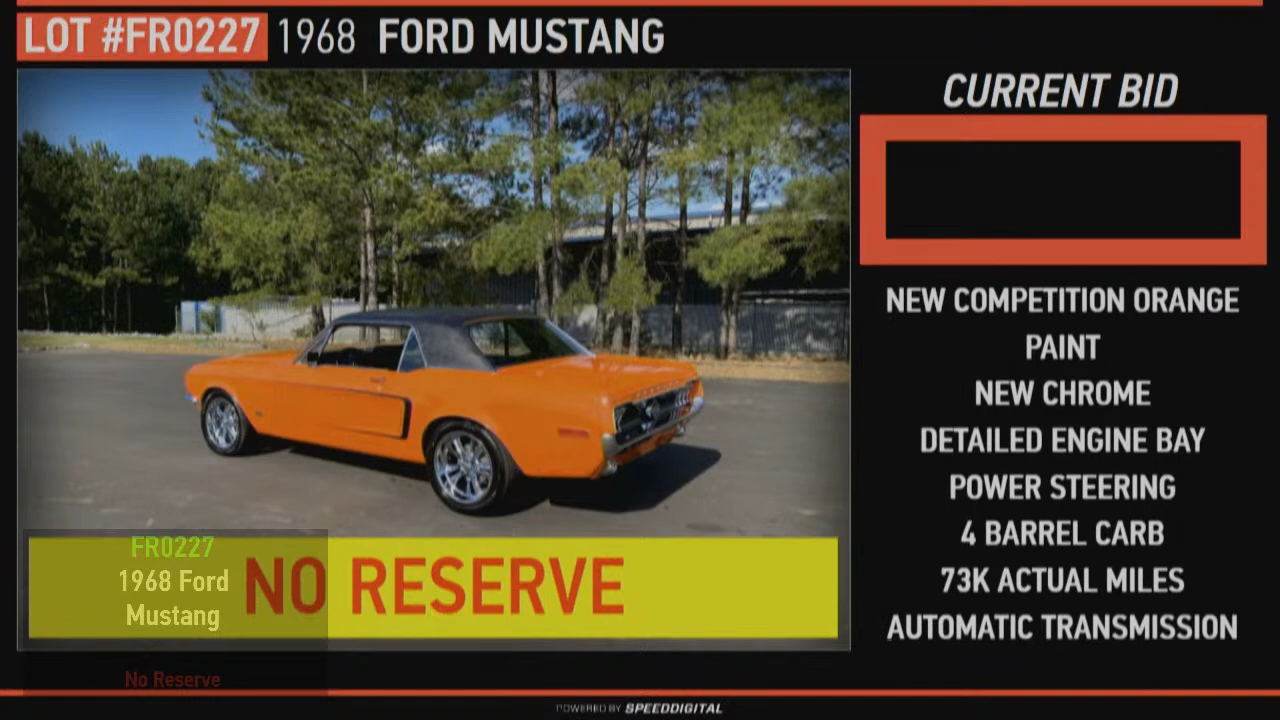 LOT #FR0227 1968 FORD MUSTANG
CURRENT BID
NEW COMPETITION ORANGE
PAINT
NEW CHROME
DETAILED ENGINE BAY
POWER STEERING
4 BARREL CARB
73K ACTUAL MILES
AUTOMATIC TRANSMISSION
NO RESERVE
FR0227
1968 Ford
Mustang
No Reserve
POWERED BY SPEEDDIGITAL